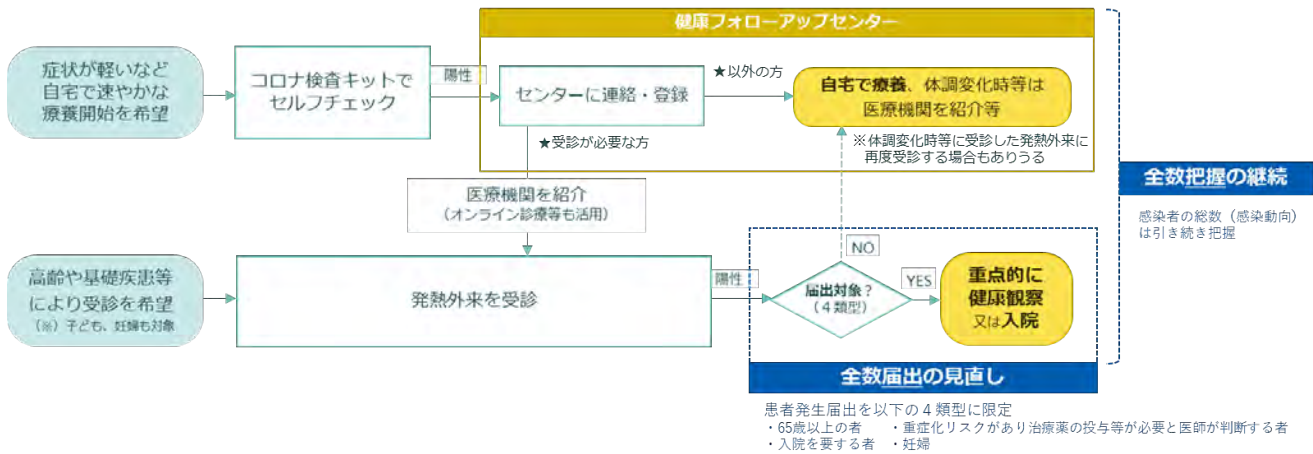 健康フォローアップセンター
症状が軽いなど
自宅で速やかな
療養開始を希望
コロナ検査キットで
セルフチェック
陽性
センターに連絡・登録
★以外の方
自宅で療養、体調変化時等は
医療機関を紹介等
★受診が必要な方
※体調変化時等に受診した発熱外来に
再度受診する場合もありうる
医療機関を紹介
(オンライン診療等も活用)
全数把握の継続
感染者の総数(感染動向)
は引き続き把握
高齢や基礎疾患等
により受診を希望
(※)子ども、妊婦も対象
発熱外来を受診
陽性
届出対象?
(4類型)
NO
YES
重点的に
健康観察
又は入院
全数届出の見直し
患者発生届出を以下の4類型に限定
・65歳以上の者 ・重症化リスクがあり治療薬の投与等が必要と医師が判断する者
・入院を要する者 ・妊婦